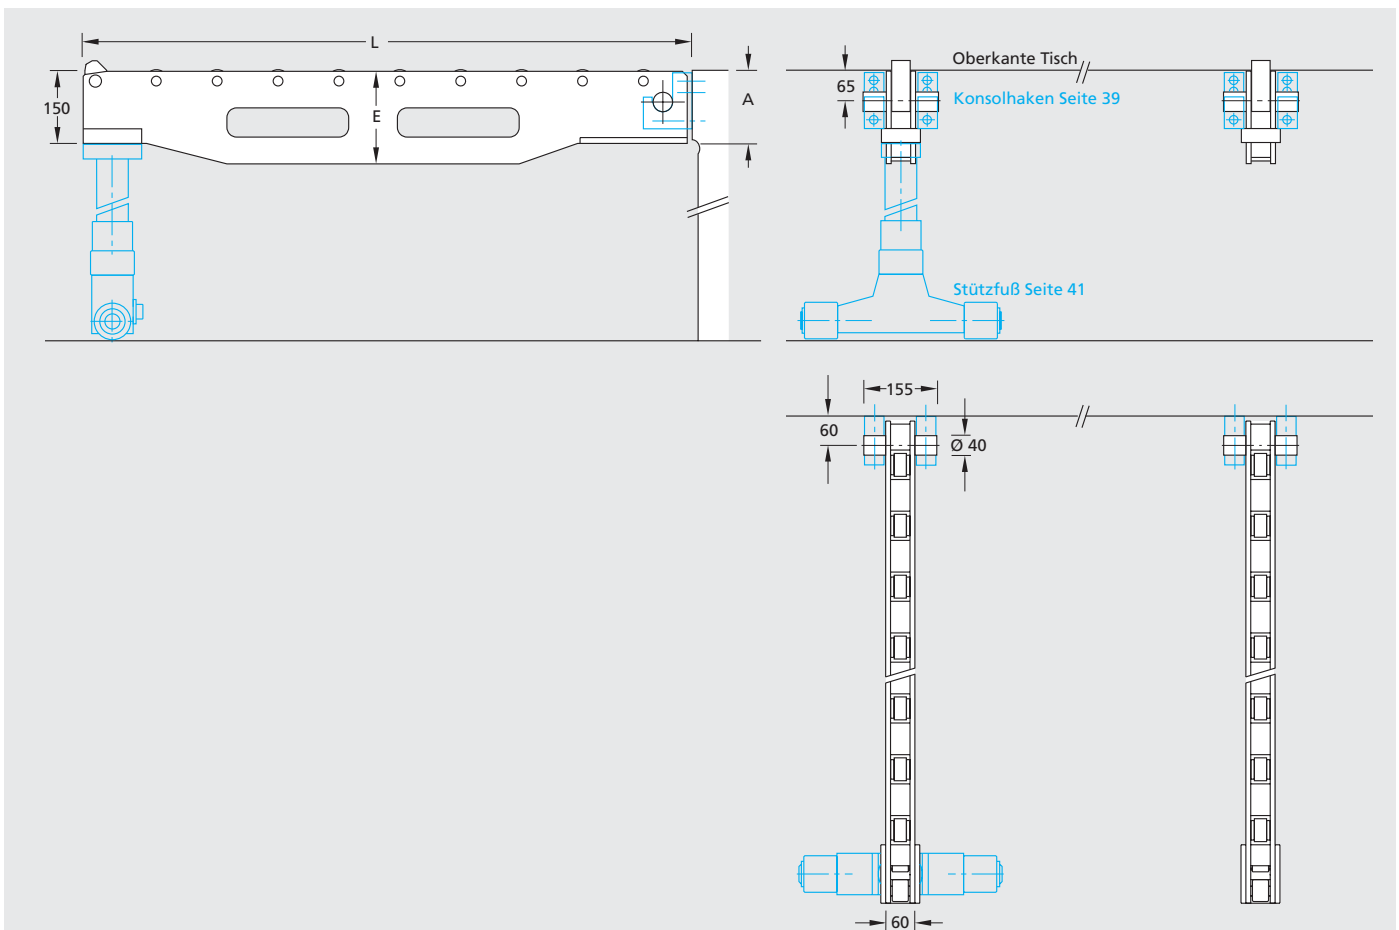 L
150
E
A
Oberkante Tisch
65
Konsolhaken Seite 39
Stützfuß Seite 41
155
60
Ø 40
60